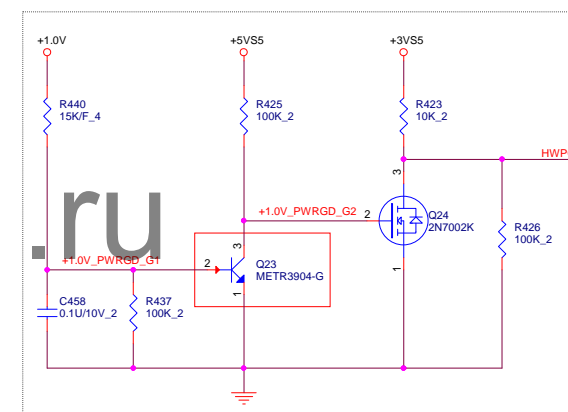 +1.0V
+5VS5
+3VS5
R440
15K/F_4
R425
100K_2
R423
10K_2
HWP
3
+1.0V_PWRGD_G2
2
Q24
2N7002K
R426
100K_2
.ru
+1.0V_PWRGD_G1
2
3
Q23
METR3904-G
1
1
C458
0.1U/10V_2
R437
100K_2